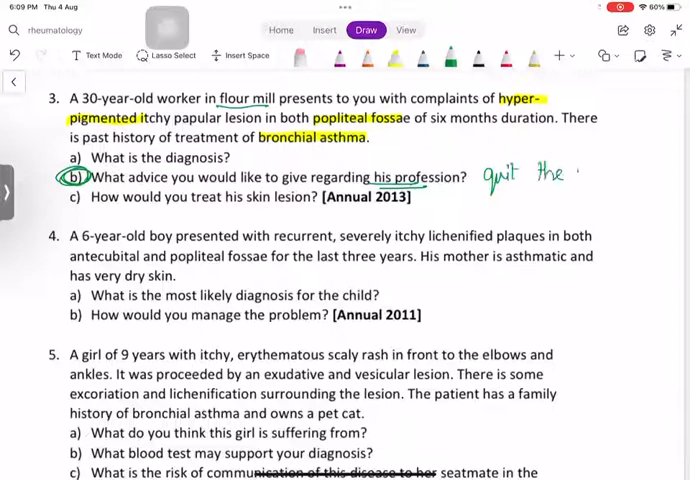 6:09 PM Thu 4 Aug
60%
rheumatology
Home Insert Draw View
Text Mode Lasso Select Insert Space
3. A 30-year-old worker in flour mill presents to you with complaints of hyper-
pigmented itchy papular lesion in both popliteal fossae of six months duration. There
is past history of treatment of bronchial asthma.
a) What is the diagnosis?
b) What advice you would like to give regarding his profession? quit the
c) How would you treat his skin lesion? [Annual 2013]
4. A 6-year-old boy presented with recurrent, severely itchy lichenified plaques in both
antecubital and popliteal fossae for the last three years. His mother is asthmatic and
has very dry skin.
a) What is the most likely diagnosis for the child?
b) How would you manage the problem? [Annual 2011]
5. A girl of 9 years with itchy, erythematous scaly rash in front to the elbows and
ankles. It was proceeded by an exudative and vesicular lesion. There is some
excoriation and lichenification surrounding the lesion. The patient has a family
history of bronchial asthma and owns a pet cat.
a) What do you think this girl is suffering from?
b) What blood test may support your diagnosis?
c) What is the risk of communication of this disease to her seatmate in the